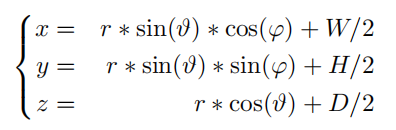 x = r * sin(ϑ) * cos(φ) + W/2
y = r * sin(ϑ) * sin(φ) + H/2
z = r * cos(ϑ) + D/2